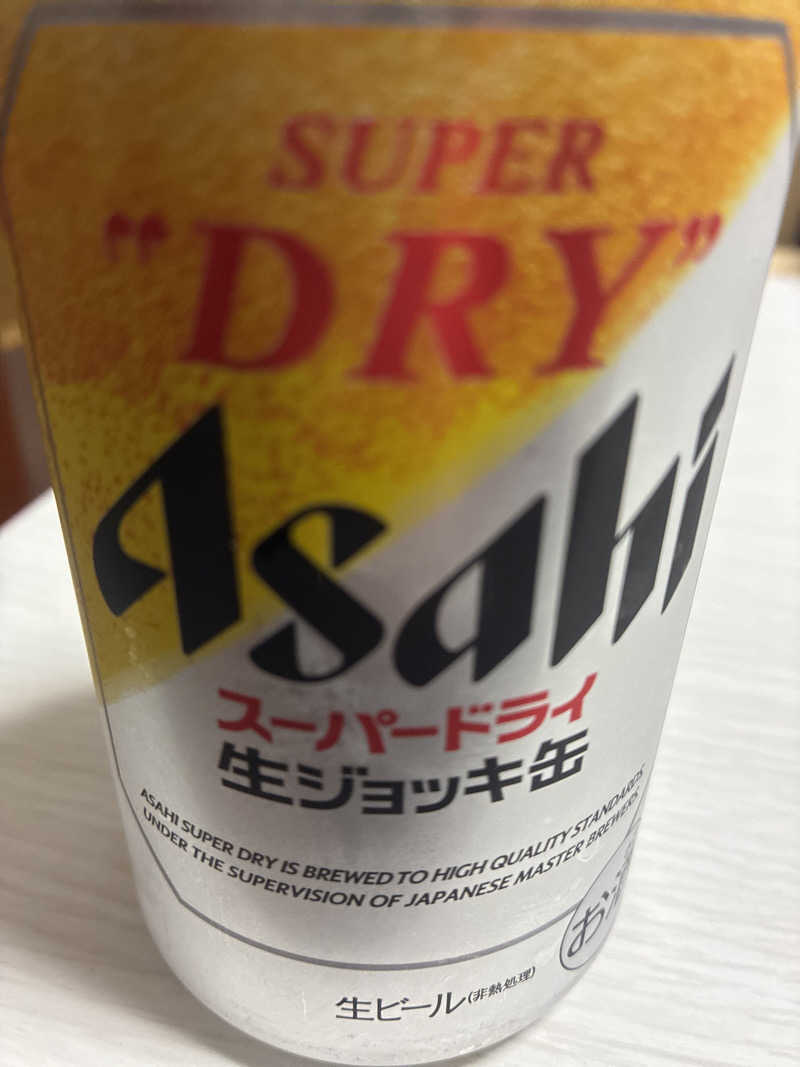 SUPER
"DRY"
Asahi
スーパードライ
生ジョッキ缶
ASAHI SUPER DRY IS BREWED TO HIGH QUALITY STANDARDS
UNDER THE SUPERVISION OF JAPANESE MASTER BREWERS.
お
生ビール(非熱処理)